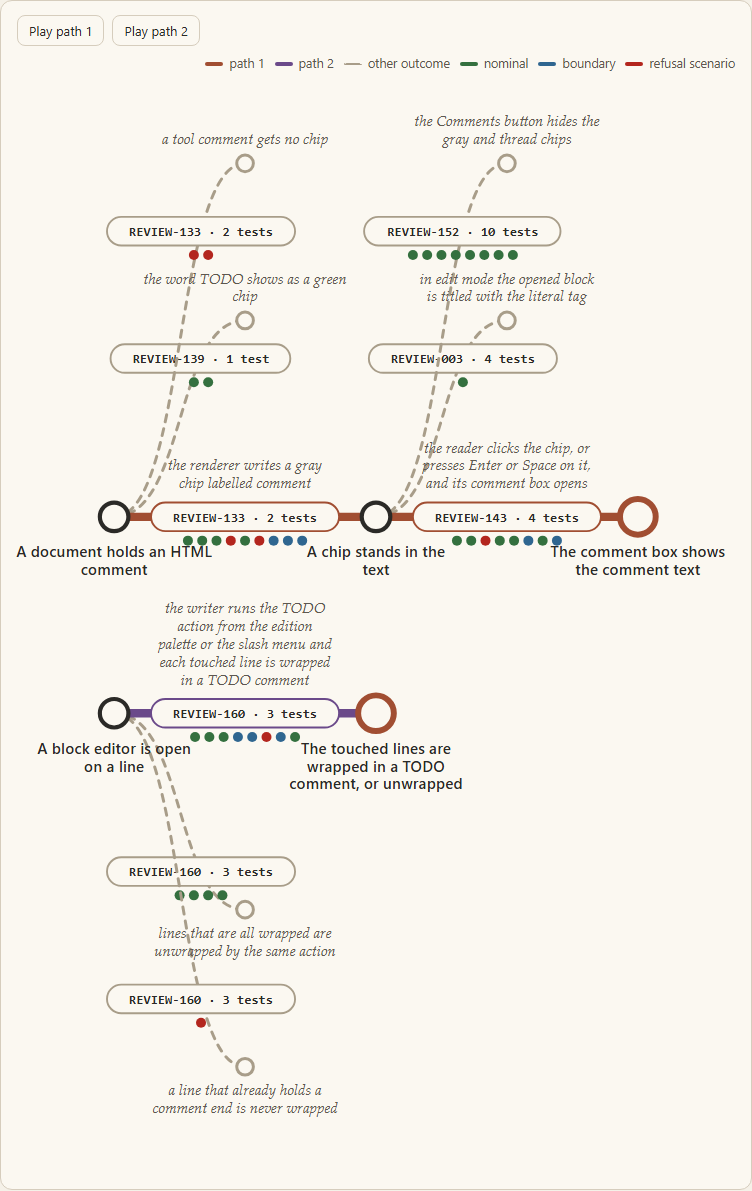 Play path 1
Play path 2
path 1
path 2
other outcome
nominal
boundary
refusal scenario
a tool comment gets no chip
the Comments button hides the
gray and thread chips
REVIEW-133 · 2 tests
REVIEW-152 · 10 tests
the word TODO shows as a green
chip
in edit mode the opened block
is titled with the literal tag
REVIEW-139 · 1 test
REVIEW-003 · 4 tests
the renderer writes a gray
chip labelled comment
the reader clicks the chip, or
presses Enter or Space on it,
and its comment box opens
REVIEW-133 · 2 tests
REVIEW-143 · 4 tests
A document holds an HTML
comment
A chip stands in the
text
The comment box shows
the comment text
the writer runs the TODO
action from the edition
palette or the slash menu and
each touched line is wrapped
in a TODO comment
REVIEW-160 · 3 tests
A block editor is open
on a line
The touched lines are
wrapped in a TODO
comment, or unwrapped
REVIEW-160 · 3 tests
lines that are all wrapped are
unwrapped by the same action
REVIEW-160 · 3 tests
a line that already holds a
comment end is never wrapped